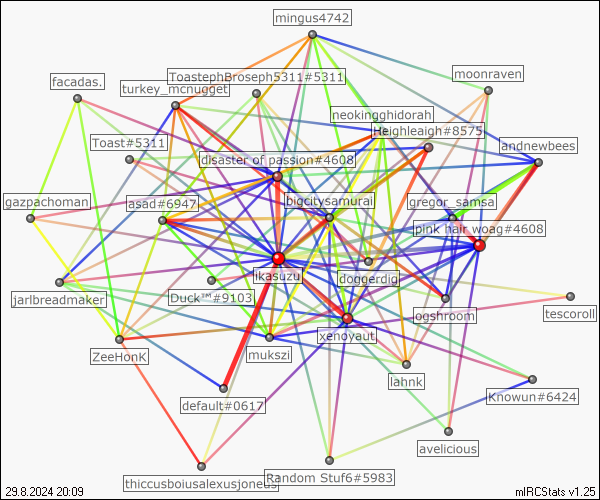 mingus4742
ToastephBroseph5311#5311
moonraven
facadas.
turkey_mcnugget
neokingghidorah
Heighleaigh#8575
Toast#5311
andnewbees
disaster of passion#4608
gazpachoman
asad#6947
bigcitysamurai
gregor_samsa
pink hair woag#4608
ikasuzu
doggerdig
jarlbreadmaker
Duck™#9103
ogshroom
tescoroll
xenoyaut
ZeeHonK
mukszi
lahnk
Knowun#6424
default#0617
avelicious
thiccusboiusalexusjoneus
Random Stuf6#5983
29.8.2024 20:09
mIRCStats v1.25